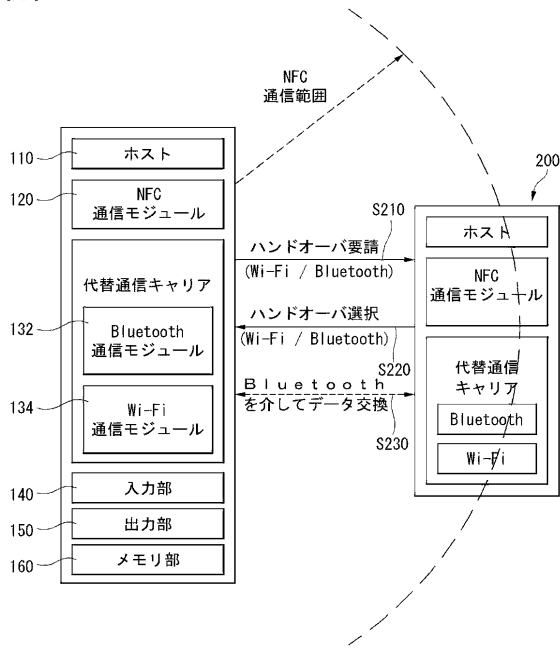 NFC
通信範囲
110
ホスト
120
NFC
通信モジュール
代替通信キャリア
132
Bluetooth
通信モジュール
134
Wi-Fi
通信モジュール
140
入力部
150
出力部
160
メモリ部
S210
ハンドオーバ要請
(Wi-Fi / Bluetooth)
ハンドオーバ選択
(Wi-Fi / Bluetooth)
S220
Bluetooth
を介してデータ交換
S230
200
ホスト
NFC
通信モジュール
代替通信
キャリア
Bluetooth
Wi-Fi